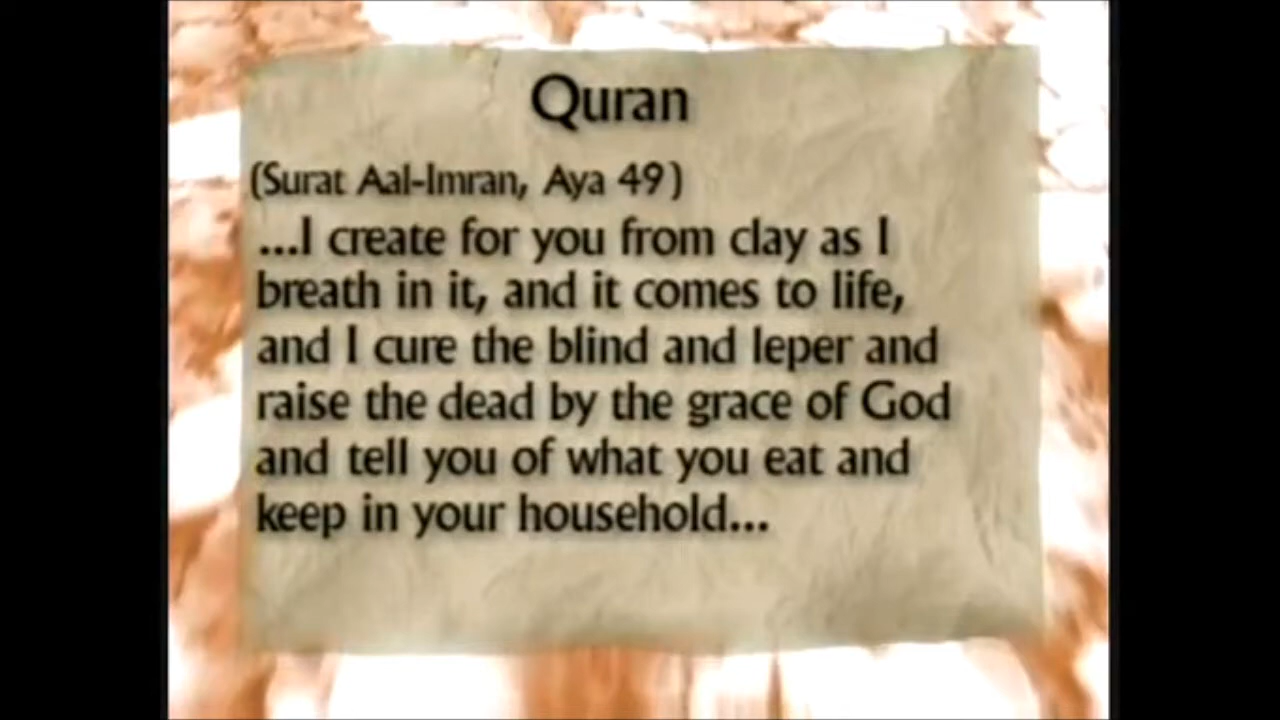 Quran
(Surat Aal-Imran, Aya 49)
...I create for you from clay as I
breath in it, and it comes to life,
and I cure the blind and leper and
raise the dead by the grace of God
and tell you of what you eat and
keep in your household...